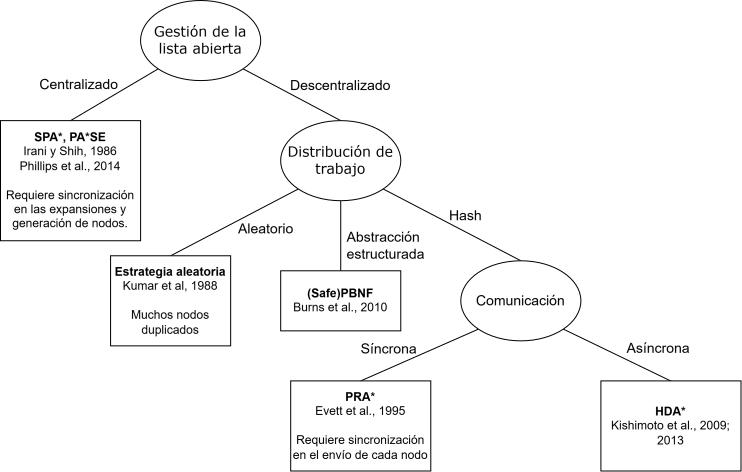 Gestión de la
lista abierta
Centralizado
Descentralizado
SPA*, PA*SE
Irani y Shih, 1986
Phillips et al., 2014
Requiere sincronización
en las expansiones y
generación de nodos.
Distribución de
trabajo
Aleatorio
Abstracción
estructurada
Hash
Estrategia aleatoria
Kumar et al, 1988
Muchos nodos
duplicados
(Safe)PBNF
Burns et al., 2010
Comunicación
Síncrona
Asíncrona
PRA*
Evett et al., 1995
Requiere sincronización
en el envío de cada nodo
HDA*
Kishimoto et al., 2009;
2013